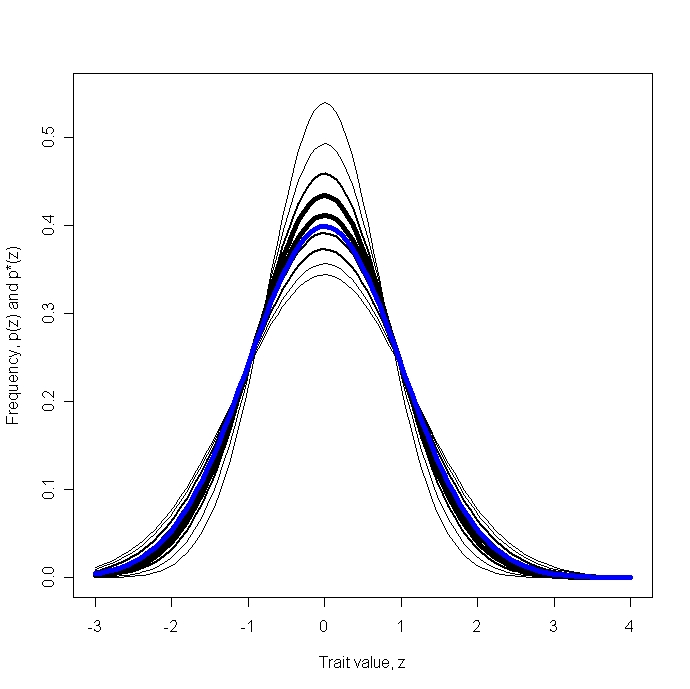 0.5
0.4
0.3
0.2
0.1
0.0
Frequency, p(z) and p*(z)
-3 -2 -1 0 1 2 3 4
Trait value, z